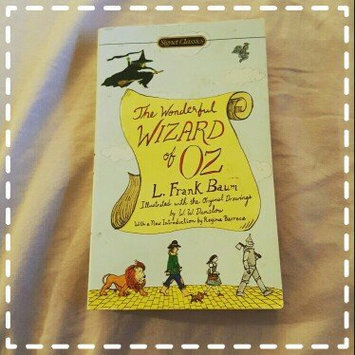 Signet Classics
The Wonderful
WIZARD
of OZ
L. Frank Baum
Illustrated with the Original Drawings
by W. W. Denslow
With a New Introduction by Regina Barreca